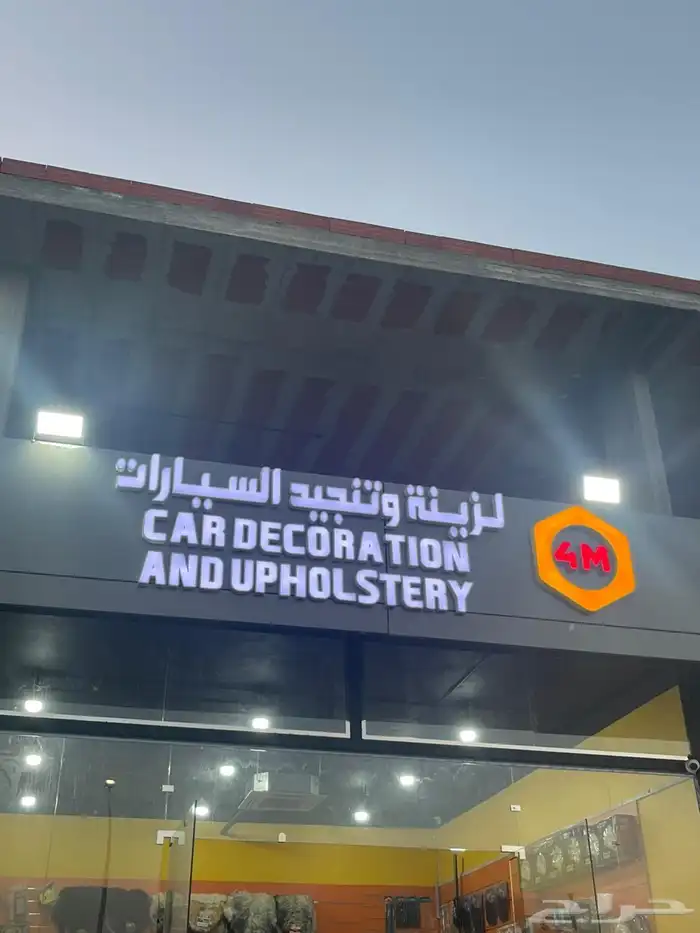 لزينة وتنجيد السيارات
CAR DECORATION
AND UPHOLSTERY
4M
حراج